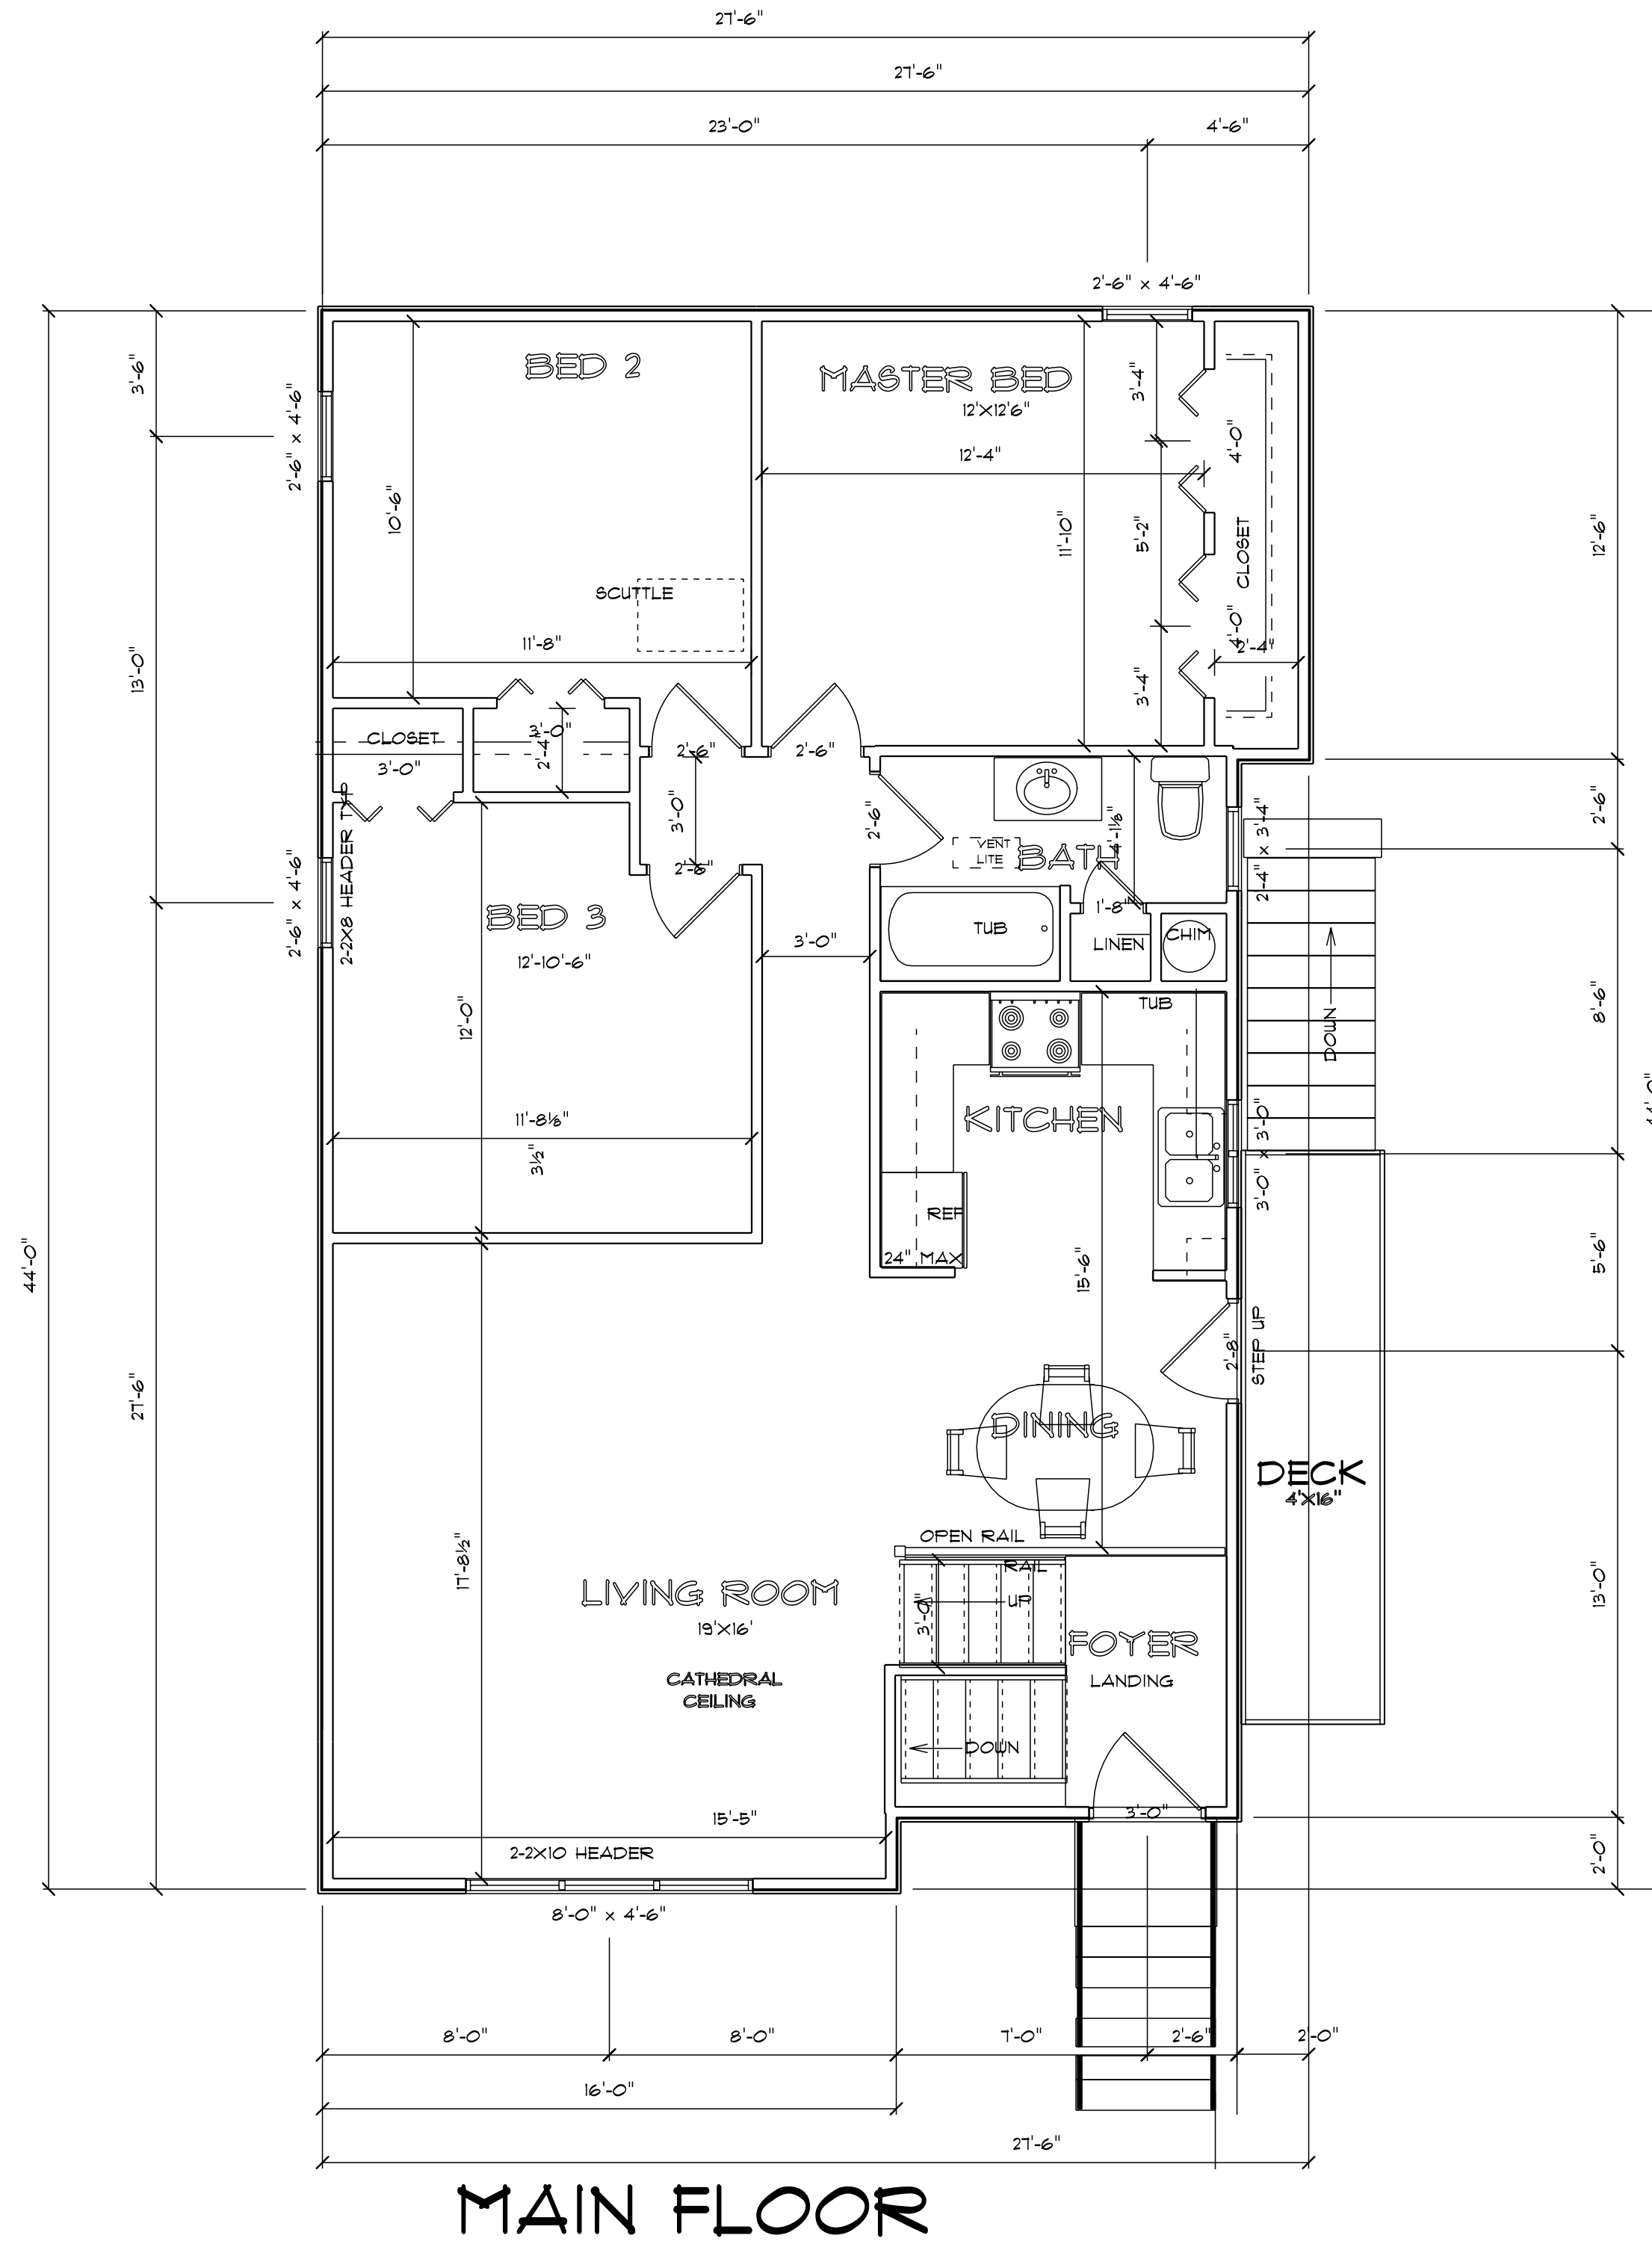 27'-6"
27'-6"
23'-0" 4'-6"
2'-6" x 4'-6"
3'-6"
2'-6" x 4'-6"
BED 2
MASTER BED
12'X12'6"
3'-4"
4'-0"
12'-4"
10'-6"
11'-10"
5'-2"
CLOSET
12'-6"
SCUTTLE
11'-8"
4'-0"
2'-4"
13'-0"
3'-4"
CLOSET
3'-0"
3'-0"
2'-4"
2'-6"
2'-6"
2-2X8 HEADER TYP
3'-0"
2'-6"
2'-6"
VENT
LITE
BATH
4'-1⅛"
2'-4" x 3'-4"
2'-6"
2'-6" x 4'-6"
BED 3
12'-10'-6"
3'-0"
TUB
1'-8"
LINEN
CHIM
TUB
12'-0"
DOWN
8'-6"
44'-0"
11'-8⅛"
3½"
KITCHEN
3'-0" x 3'-0"
REF
24" MAX
15'-6"
5'-6"
44'-0"
27'-6"
2'-8"
STEP UP
DINING
DECK
4'X16"
OPEN RAIL
RAIL
UP
3'-0"
17'-8½"
LIVING ROOM
19'X16'
CATHEDRAL
CEILING
FOYER
LANDING
13'-0"
DOWN
15'-5"
3'-0"
2-2X10 HEADER
2'-0"
8'-0" x 4'-6"
8'-0" 8'-0" 7'-0" 2'-6" 2'-0"
16'-0"
27'-6"
MAIN FLOOR